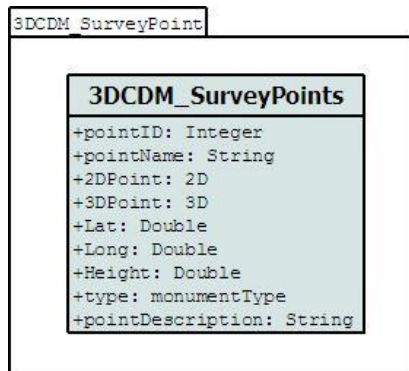 3DCDM_SurveyPoint
3DCDM_SurveyPoints
+pointID: Integer
+pointName: String
+2DPoint: 2D
+3DPoint: 3D
+Lat: Double
+Long: Double
+Height: Double
+type: monumentType
+pointDescription: String